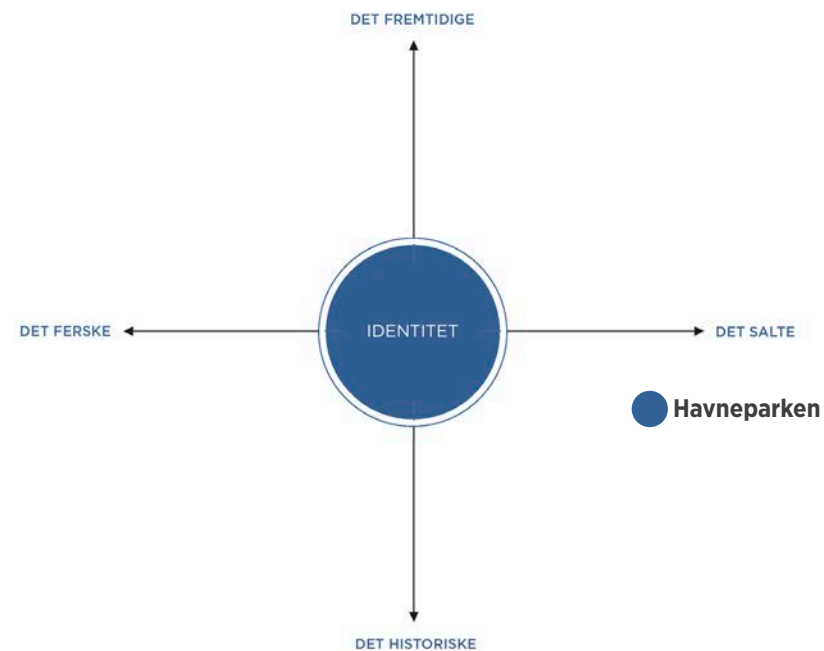 DET FREMTIDIGE
DET FERSKE
IDENTITET
DET SALTE
Havneparken
DET HISTORISKE